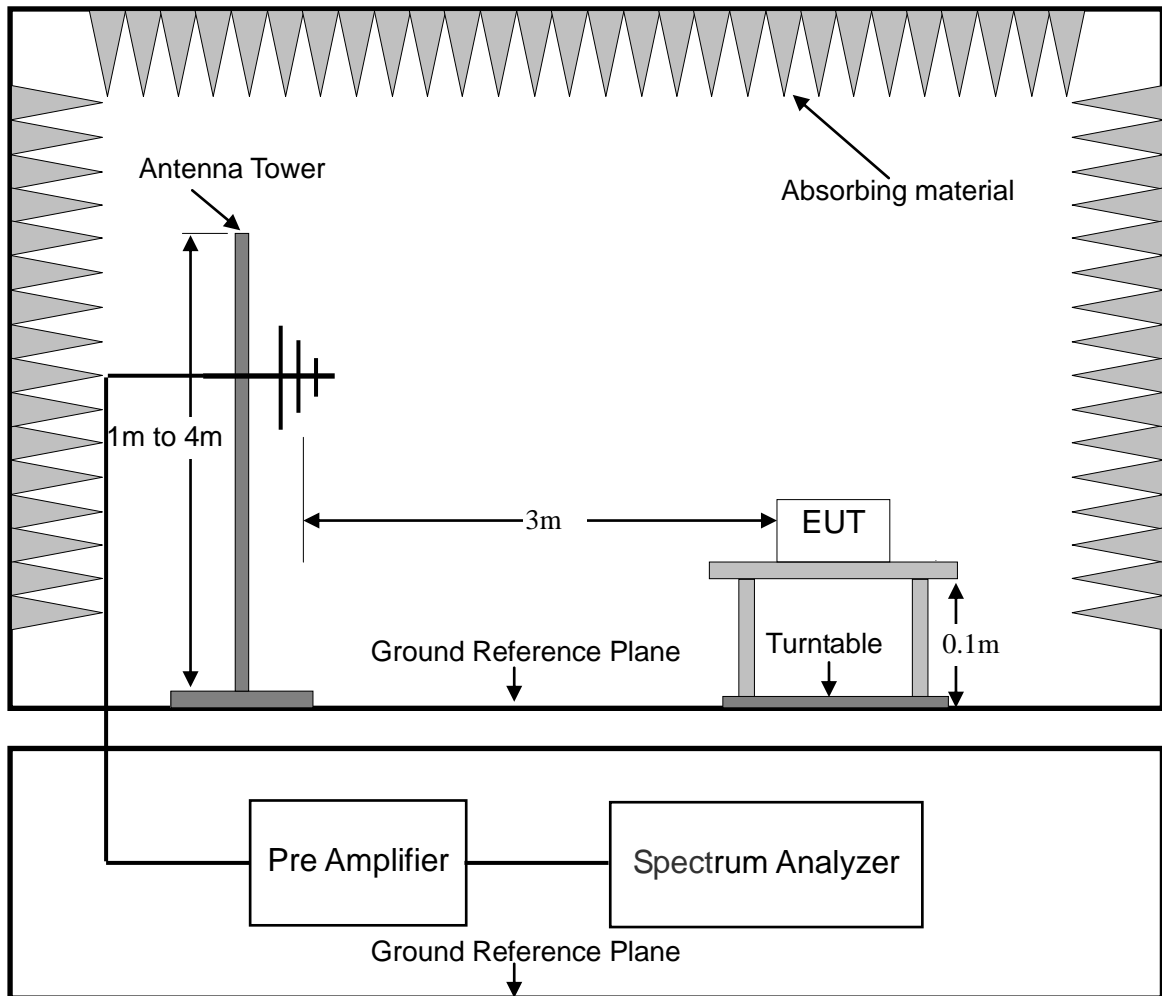 Antenna Tower
Absorbing material
1m to 4m
3m
EUT
Ground Reference Plane
Turntable
0.1m
Pre Amplifier
Spectrum Analyzer
Ground Reference Plane